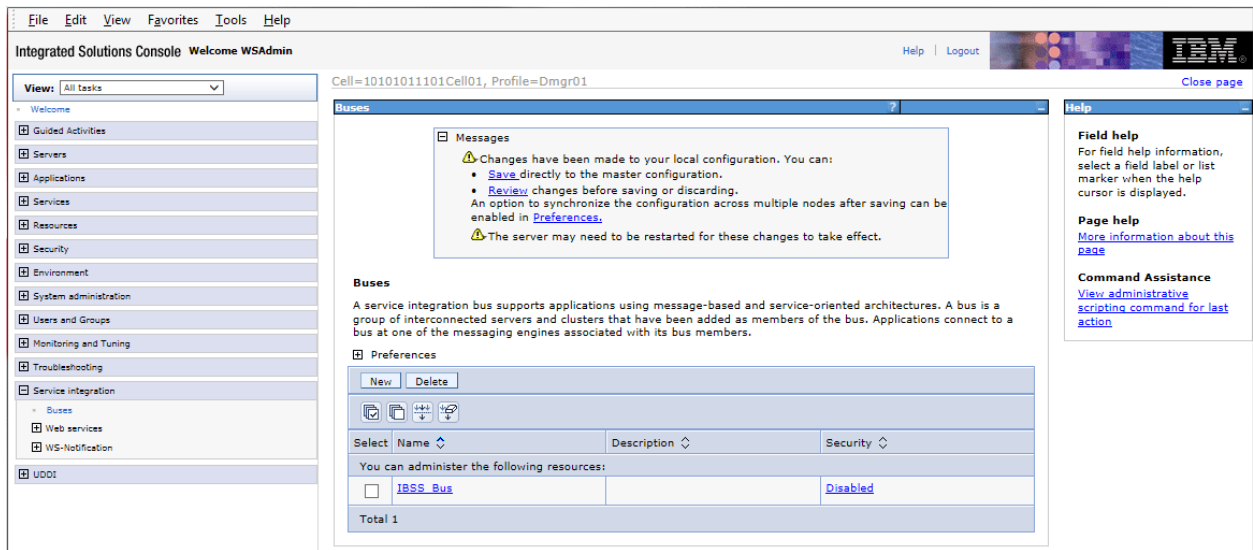 File Edit View Favorites Tools Help
Integrated Solutions Console Welcome WSAdmin
Help | Logout
IBM®
View: All tasks
Welcome
Guided Activities
Servers
Applications
Services
Resources
Security
Environment
System administration
Users and Groups
Monitoring and Tuning
Troubleshooting
Service integration
Buses
Web services
WS-Notification
UDDI
Cell=10101011101Cell01, Profile=Dmgr01
Close page
Buses
?
Messages
Changes have been made to your local configuration. You can:
• Save directly to the master configuration.
• Review changes before saving or discarding.
An option to synchronize the configuration across multiple nodes after saving can be
enabled in Preferences.
The server may need to be restarted for these changes to take effect.
Buses
A service integration bus supports applications using message-based and service-oriented architectures. A bus is a
group of interconnected servers and clusters that have been added as members of the bus. Applications connect to a
bus at one of the messaging engines associated with its bus members.
Preferences
New Delete
Select Name Description Security
You can administer the following resources:
IBSS_Bus Disabled
Total 1
Help
Field help
For field help information,
select a field label or list
marker when the help
cursor is displayed.
Page help
More information about this
page
Command Assistance
View administrative
scripting command for last
action